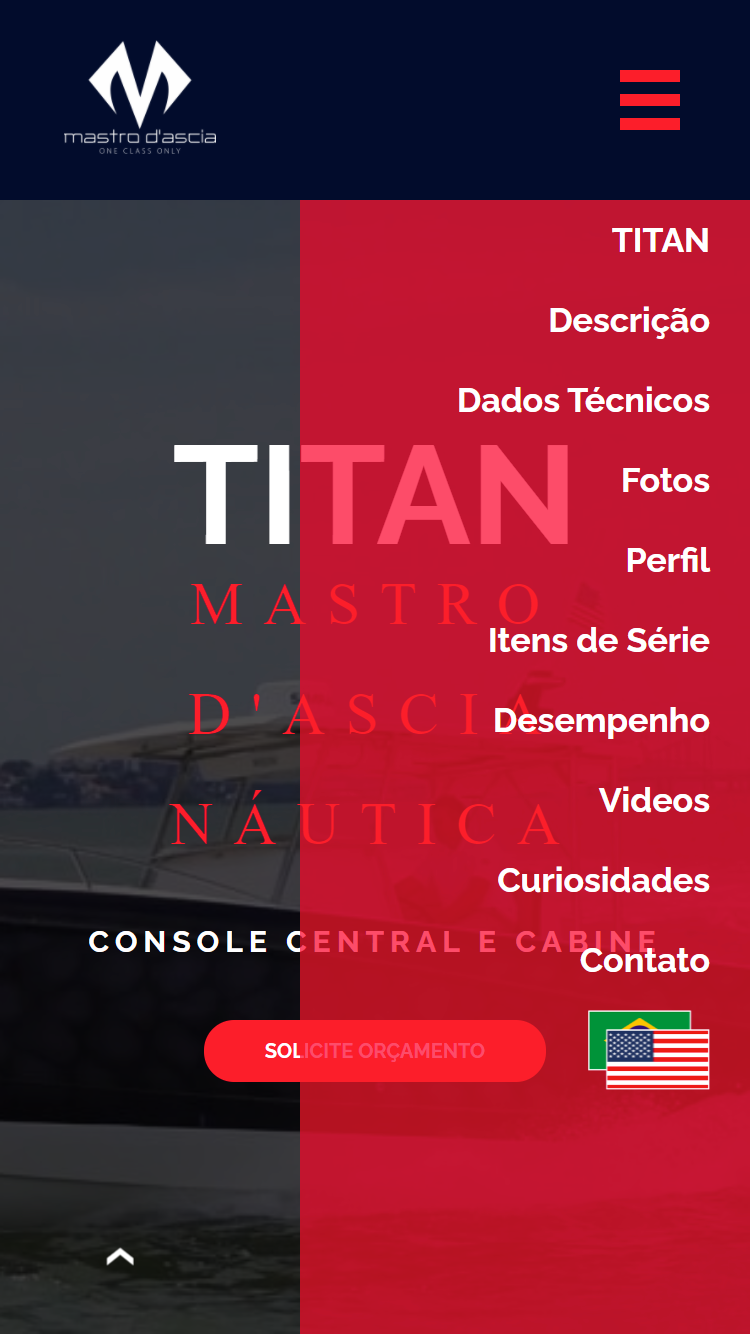 mastro d'ascia
ONE CLASS ONLY
TITAN
Descrição
Dados Técnicos
Fotos
Perfil
Itens de Série
Desempenho
Videos
Curiosidades
Contato
TITAN
MASTRO
D'ASCIA
NÁUTICA
CONSOLE CENTRAL E CABINE
SOLICITE ORÇAMENTO